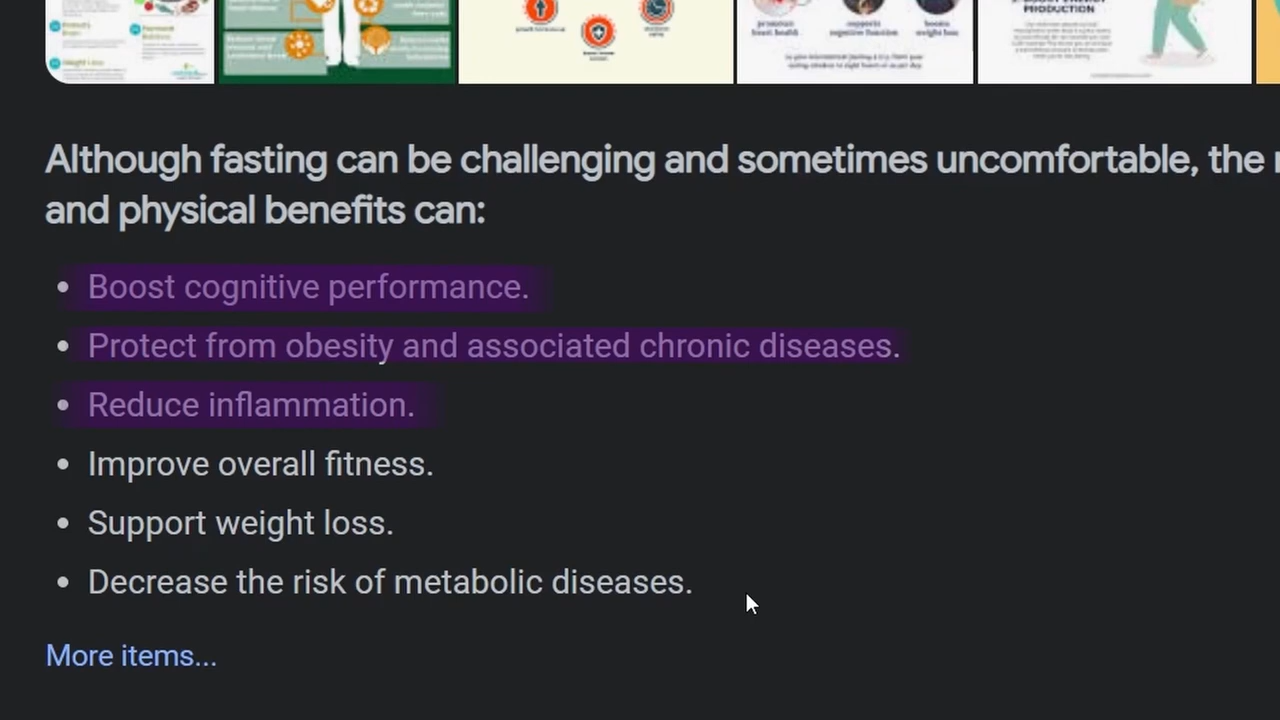 PRODUCTION
Although fasting can be challenging and sometimes uncomfortable, the
and physical benefits can:
• Boost cognitive performance.
• Protect from obesity and associated chronic diseases.
• Reduce inflammation.
• Improve overall fitness.
• Support weight loss.
• Decrease the risk of metabolic diseases.
More items...